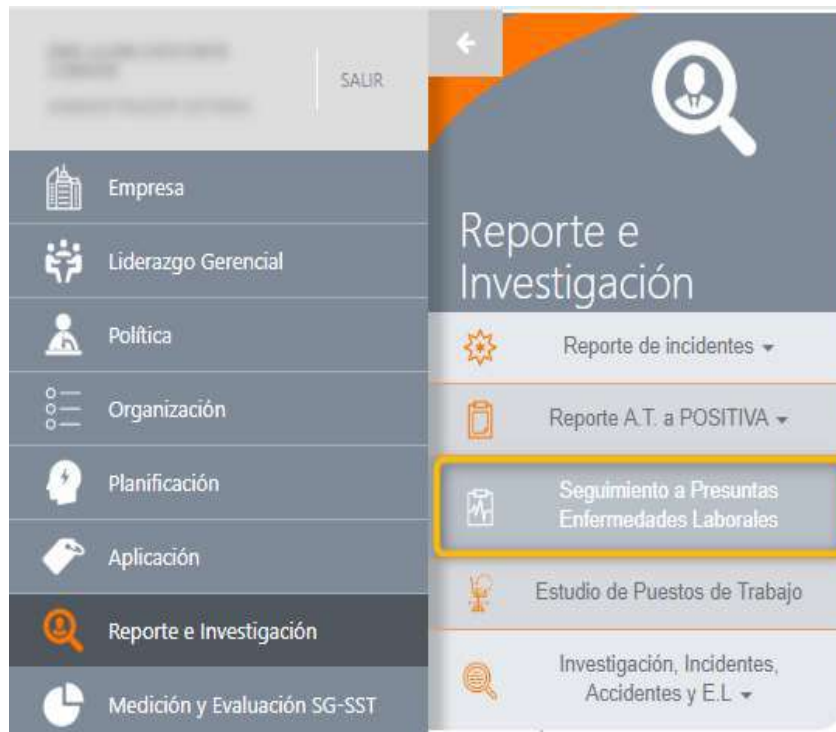 SALIR
Empresa
Liderazgo Gerencial
Política
Organización
Planificación
Aplicación
Reporte e Investigación
Medición y Evaluación SG-SST
Reporte e
Investigación
Reporte de incidentes
Reporte A.T. a POSITIVA
Seguimiento a Presuntas
Enfermedades Laborales
Estudio de Puestos de Trabajo
Investigación, Incidentes,
Accidentes y E.L